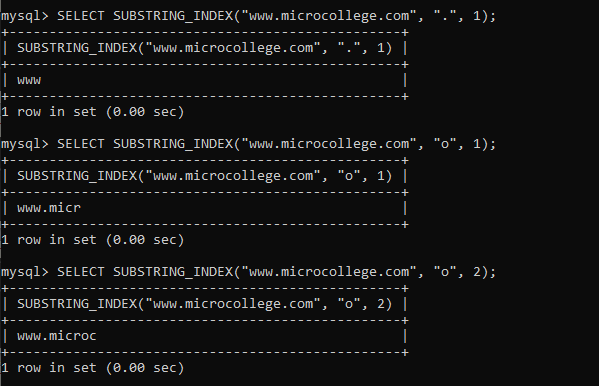 mysql> SELECT SUBSTRING_INDEX("www.microcollege.com", ".", 1);
+-------------------------------------------------+
| SUBSTRING_INDEX("www.microcollege.com", ".", 1) |
+-------------------------------------------------+
| www                                             |
+-------------------------------------------------+
1 row in set (0.00 sec)

mysql> SELECT SUBSTRING_INDEX("www.microcollege.com", "o", 1);
+-------------------------------------------------+
| SUBSTRING_INDEX("www.microcollege.com", "o", 1) |
+-------------------------------------------------+
| www.micr                                        |
+-------------------------------------------------+
1 row in set (0.00 sec)

mysql> SELECT SUBSTRING_INDEX("www.microcollege.com", "o", 2);
+-------------------------------------------------+
| SUBSTRING_INDEX("www.microcollege.com", "o", 2) |
+-------------------------------------------------+
| www.microc                                      |
+-------------------------------------------------+
1 row in set (0.00 sec)